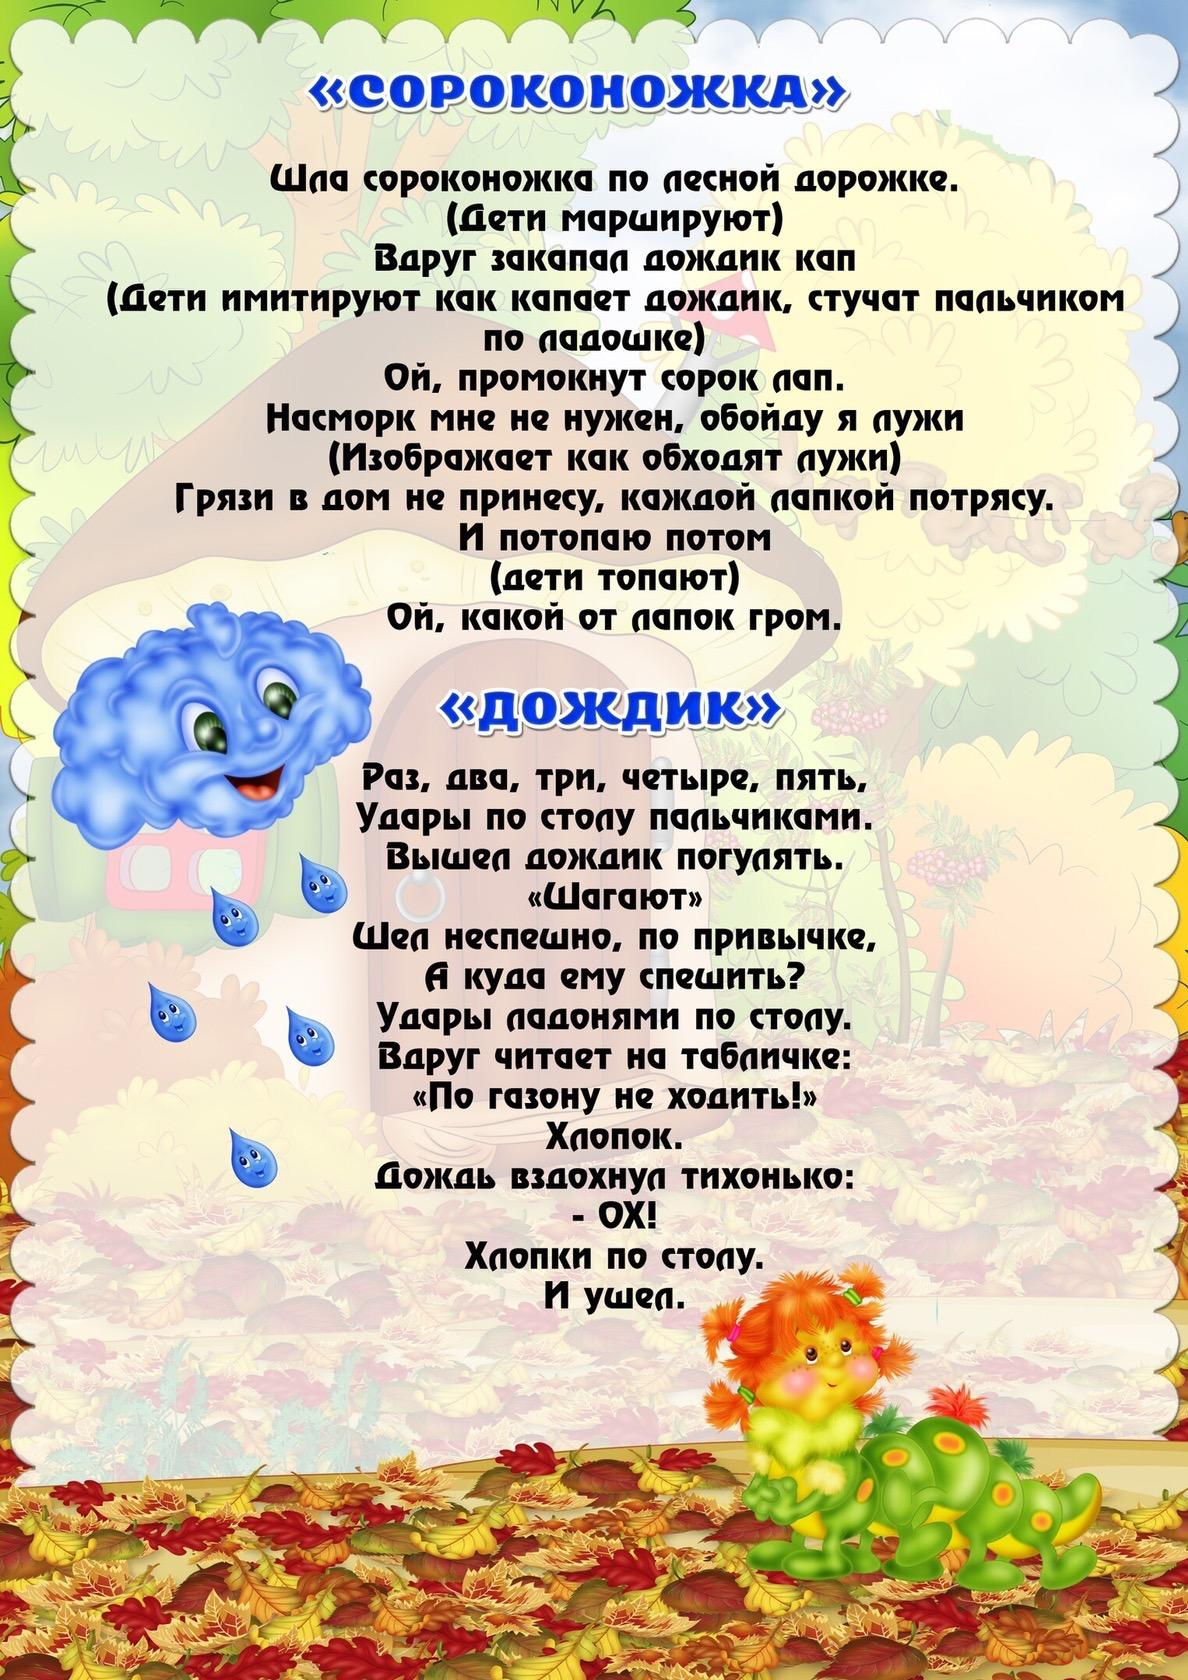 «СОРОКОНОЖКА»
Шла сороконожка по лесной дорожке.
(Дети маршируют)
Вдруг закапал дождик кап
(Дети имитируют как капает дождик, стучат пальчиком
по ладошке)
Ой, промокнут сорок лап.
Насморк мне не нужен, обойду я лужи
(Изображает как обходят лужи)
Грязи в дом не принесу, каждой лапкой потрясу.
И потопаю потом
(дети топают)
Ой, какой от лапок гром.
«ДОЖДИК»
Раз, два, три, четыре, пять,
Удары по столу пальчиками.
Вышел дождик погулять.
«Шагают»
Шел неспешно, по привычке,
А куда ему спешить?
Удары ладонями по столу.
Вдруг читает на табличке:
«По газону не ходить!»
Хлопок.
Дождь вздохнул тихонько:
- ОХ!
Хлопки по столу.
И ушел.